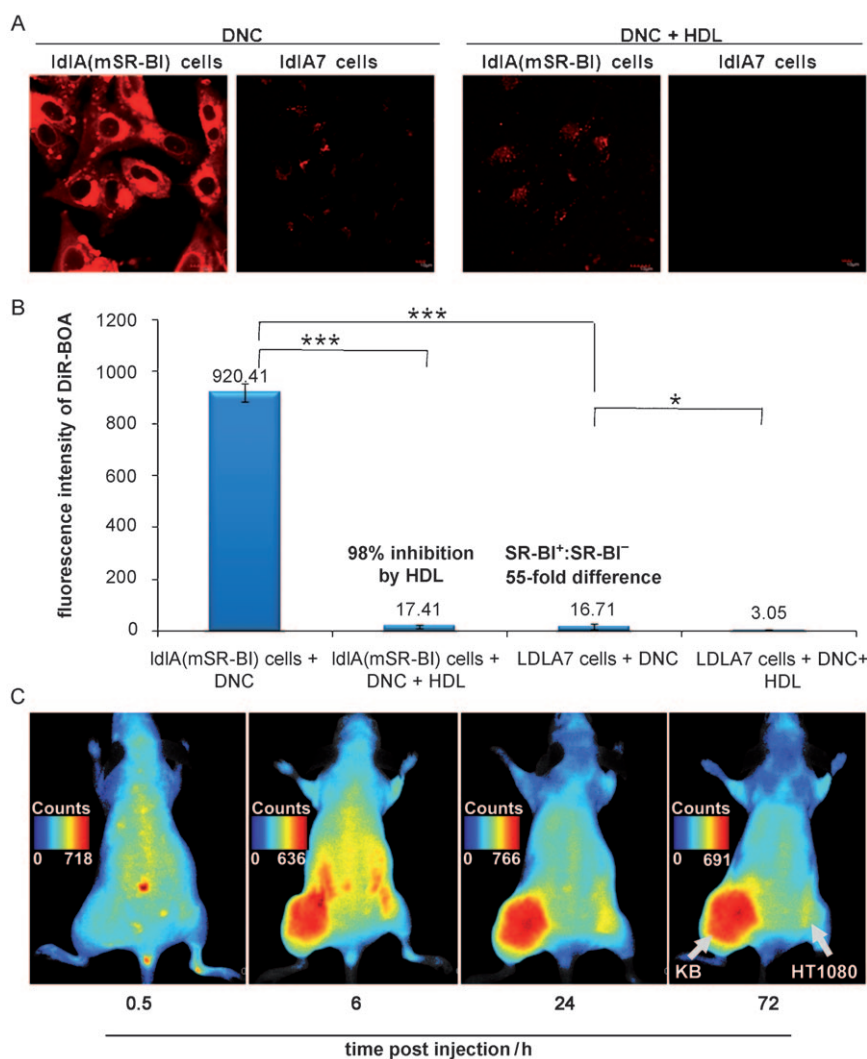 A
DNC
DNC + HDL
ldlA(mSR-BI) cells
ldlA7 cells
ldlA(mSR-BI) cells
ldlA7 cells
B
fluorescence intensity of DiR-BOA
1200
1000
800
600
400
200
0
***
***
*
920.41
98% inhibition
by HDL
SR-BI⁺:SR-BI⁻
55-fold difference
17.41
16.71
3.05
ldlA(mSR-BI) cells +
DNC
ldlA(mSR-BI) cells +
DNC + HDL
LDLA7 cells + DNC
LDLA7 cells + DNC+
HDL
C
Counts
0 718
Counts
0 636
Counts
0 766
Counts
0 691
KB
HT1080
0.5
6
24
72
time post injection/h